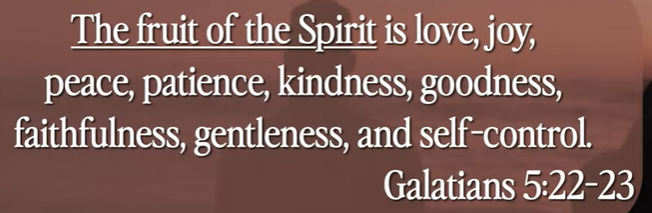 The fruit of the Spirit is love, joy,
peace, patience, kindness, goodness,
faithfulness, gentleness, and self-control.
Galatians 5:22-23